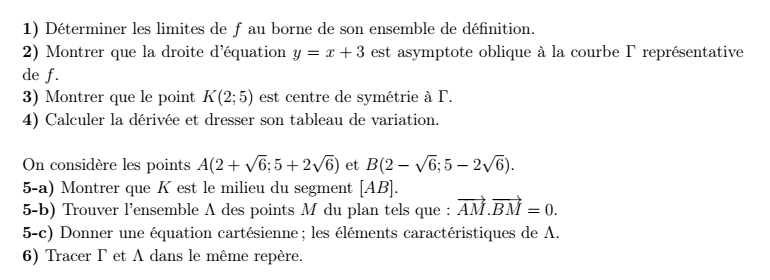 1) Déterminer les limites de f au borne de son ensemble de définition.
2) Montrer que la droite d'équation y = x + 3 est asymptote oblique à la courbe Γ représentative
de f.
3) Montrer que le point K(2; 5) est centre de symétrie à Γ.
4) Calculer la dérivée et dresser son tableau de variation.
On considère les points A(2 + √6; 5 + 2√6) et B(2 − √6; 5 − 2√6).
5-a) Montrer que K est le milieu du segment [AB].
5-b) Trouver l'ensemble Λ des points M du plan tels que : \overrightarrow{AM}.\overrightarrow{BM} = 0.
5-c) Donner une équation cartésienne ; les éléments caractéristiques de Λ.
6) Tracer Γ et Λ dans le même repère.